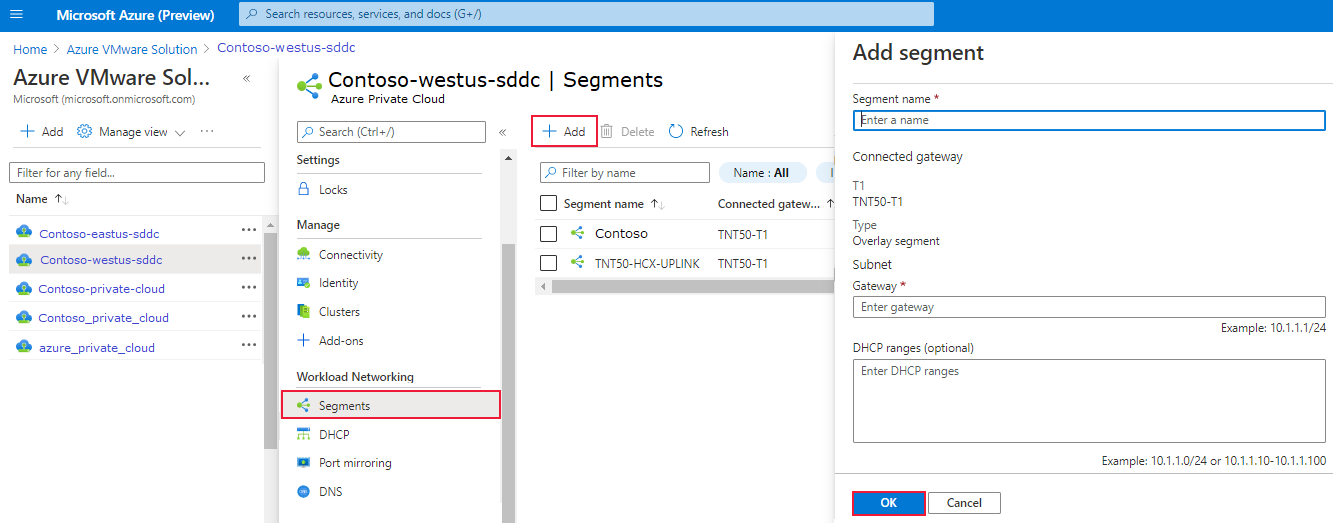 Microsoft Azure (Preview)
Search resources, services, and docs (G+/)
Home > Azure VMware Solution > Contoso-westus-sddc
Azure VMware Sol... «
Microsoft (microsoft.onmicrosoft.com)
+ Add Manage view ...
Filter for any field...
Name ↑↓
Contoso-eastus-sddc ...
Contoso-westus-sddc ...
Contoso-private-cloud ...
Contoso_private_cloud ...
azure_private_cloud ...
Contoso-westus-sddc | Segments
Azure Private Cloud
Search (Ctrl+/) «
Settings
Locks
Manage
Connectivity
Identity
Clusters
Add-ons
Workload Networking
Segments
DHCP
Port mirroring
DNS
+ Add Delete Refresh
Filter by name Name : All
Segment name ↑↓ Connected gatew... ↑
Contoso TNT50-T1
TNT50-HCX-UPLINK TNT50-T1
Add segment
Segment name *
Enter a name
Connected gateway
T1
TNT50-T1
Type
Overlay segment
Subnet
Gateway *
Enter gateway
Example: 10.1.1.1/24
DHCP ranges (optional)
Enter DHCP ranges
Example: 10.1.1.0/24 or 10.1.1.10-10.1.1.100
OK Cancel